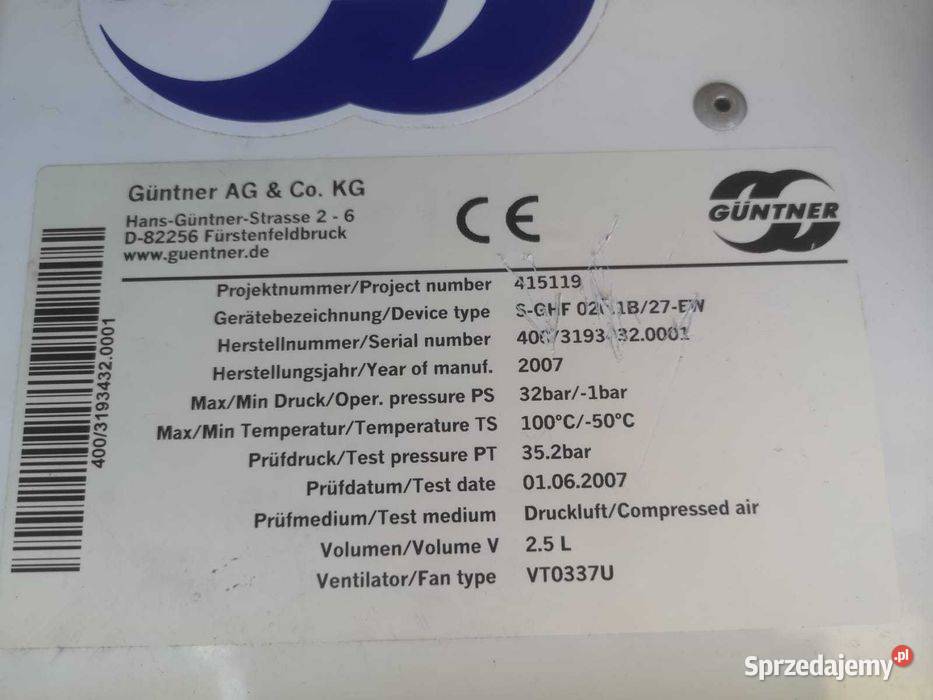 Güntner AG & Co. KG
Hans-Güntner-Strasse 2 - 6
D-82256 Fürstenfeldbruck
www.guentner.de
CE
GÜNTNER
400/3193432.0001
Projektnummer/Project number 415119
Gerätebezeichnung/Device type
Herstellnummer/Serial number
Herstellungsjahr/Year of manuf. 2007
Max/Min Druck/Oper. pressure PS 32bar/-1bar
Max/Min Temperatur/Temperature TS 100°C/-50°C
Prüfdruck/Test pressure PT 35.2bar
Prüfdatum/Test date 01.06.2007
Prüfmedium/Test medium Druckluft/Compressed air
Volumen/Volume V 2.5 L
Ventilator/Fan type VT0337U
Sprzedajemy.pl